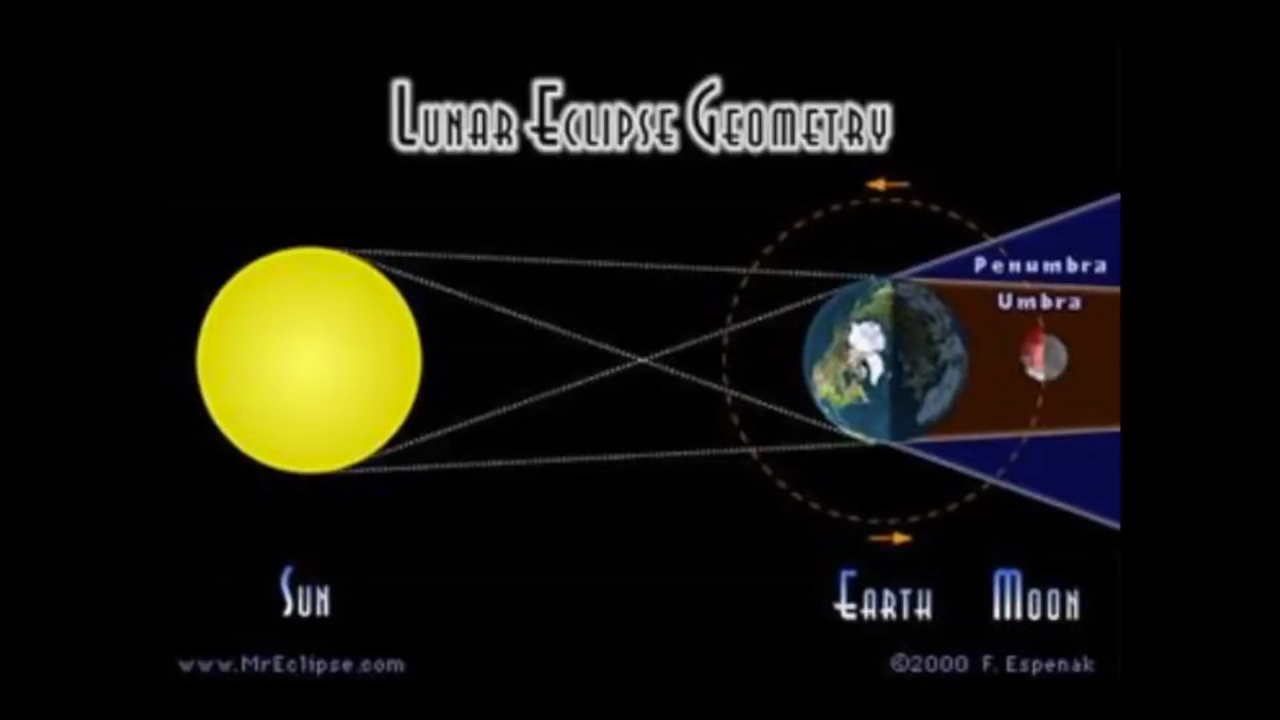 Lunar Eclipse Geometry
Penumbra
Umbra
Sun
Earth
Moon
www.MrEclipse.com
©2000 F. Espenak